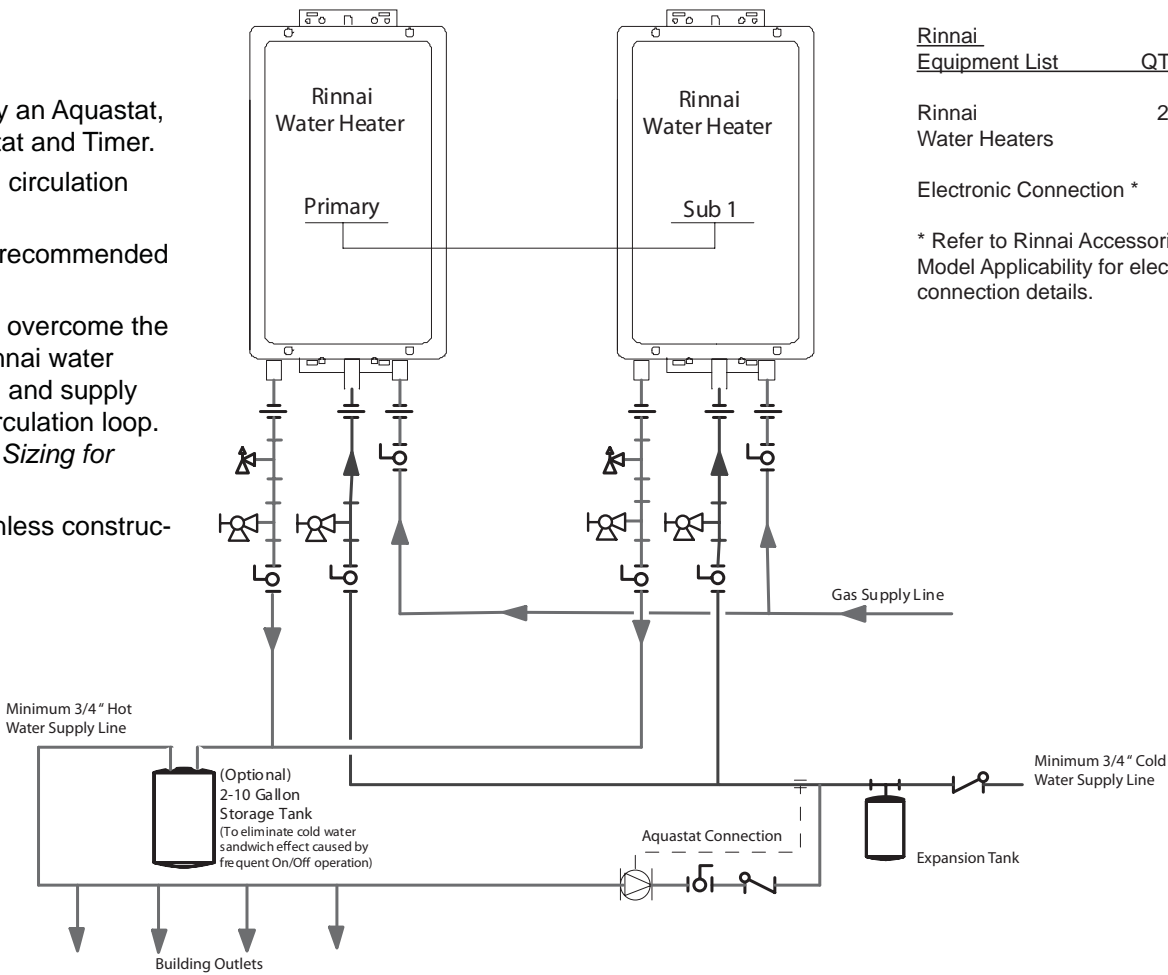 y an Aquastat,
tat and Timer.
circulation
recommended
overcome the
nnai water
and supply
rculation loop.
Sizing for
nless construc-
Rinnai
Water Heater
Primary
Rinnai
Water Heater
Sub 1
Rinnai
Equipment List QT
Rinnai 2
Water Heaters
Electronic Connection *
* Refer to Rinnai Accessori
Model Applicability for elec
connection details.
Gas Supply Line
Minimum 3/4" Hot
Water Supply Line
(Optional)
2-10 Gallon
Storage Tank
(To eliminate cold water
sandwich effect caused by
frequent On/Off operation)
Aquastat Connection
Minimum 3/4" Cold
Water Supply Line
Expansion Tank
Building Outlets